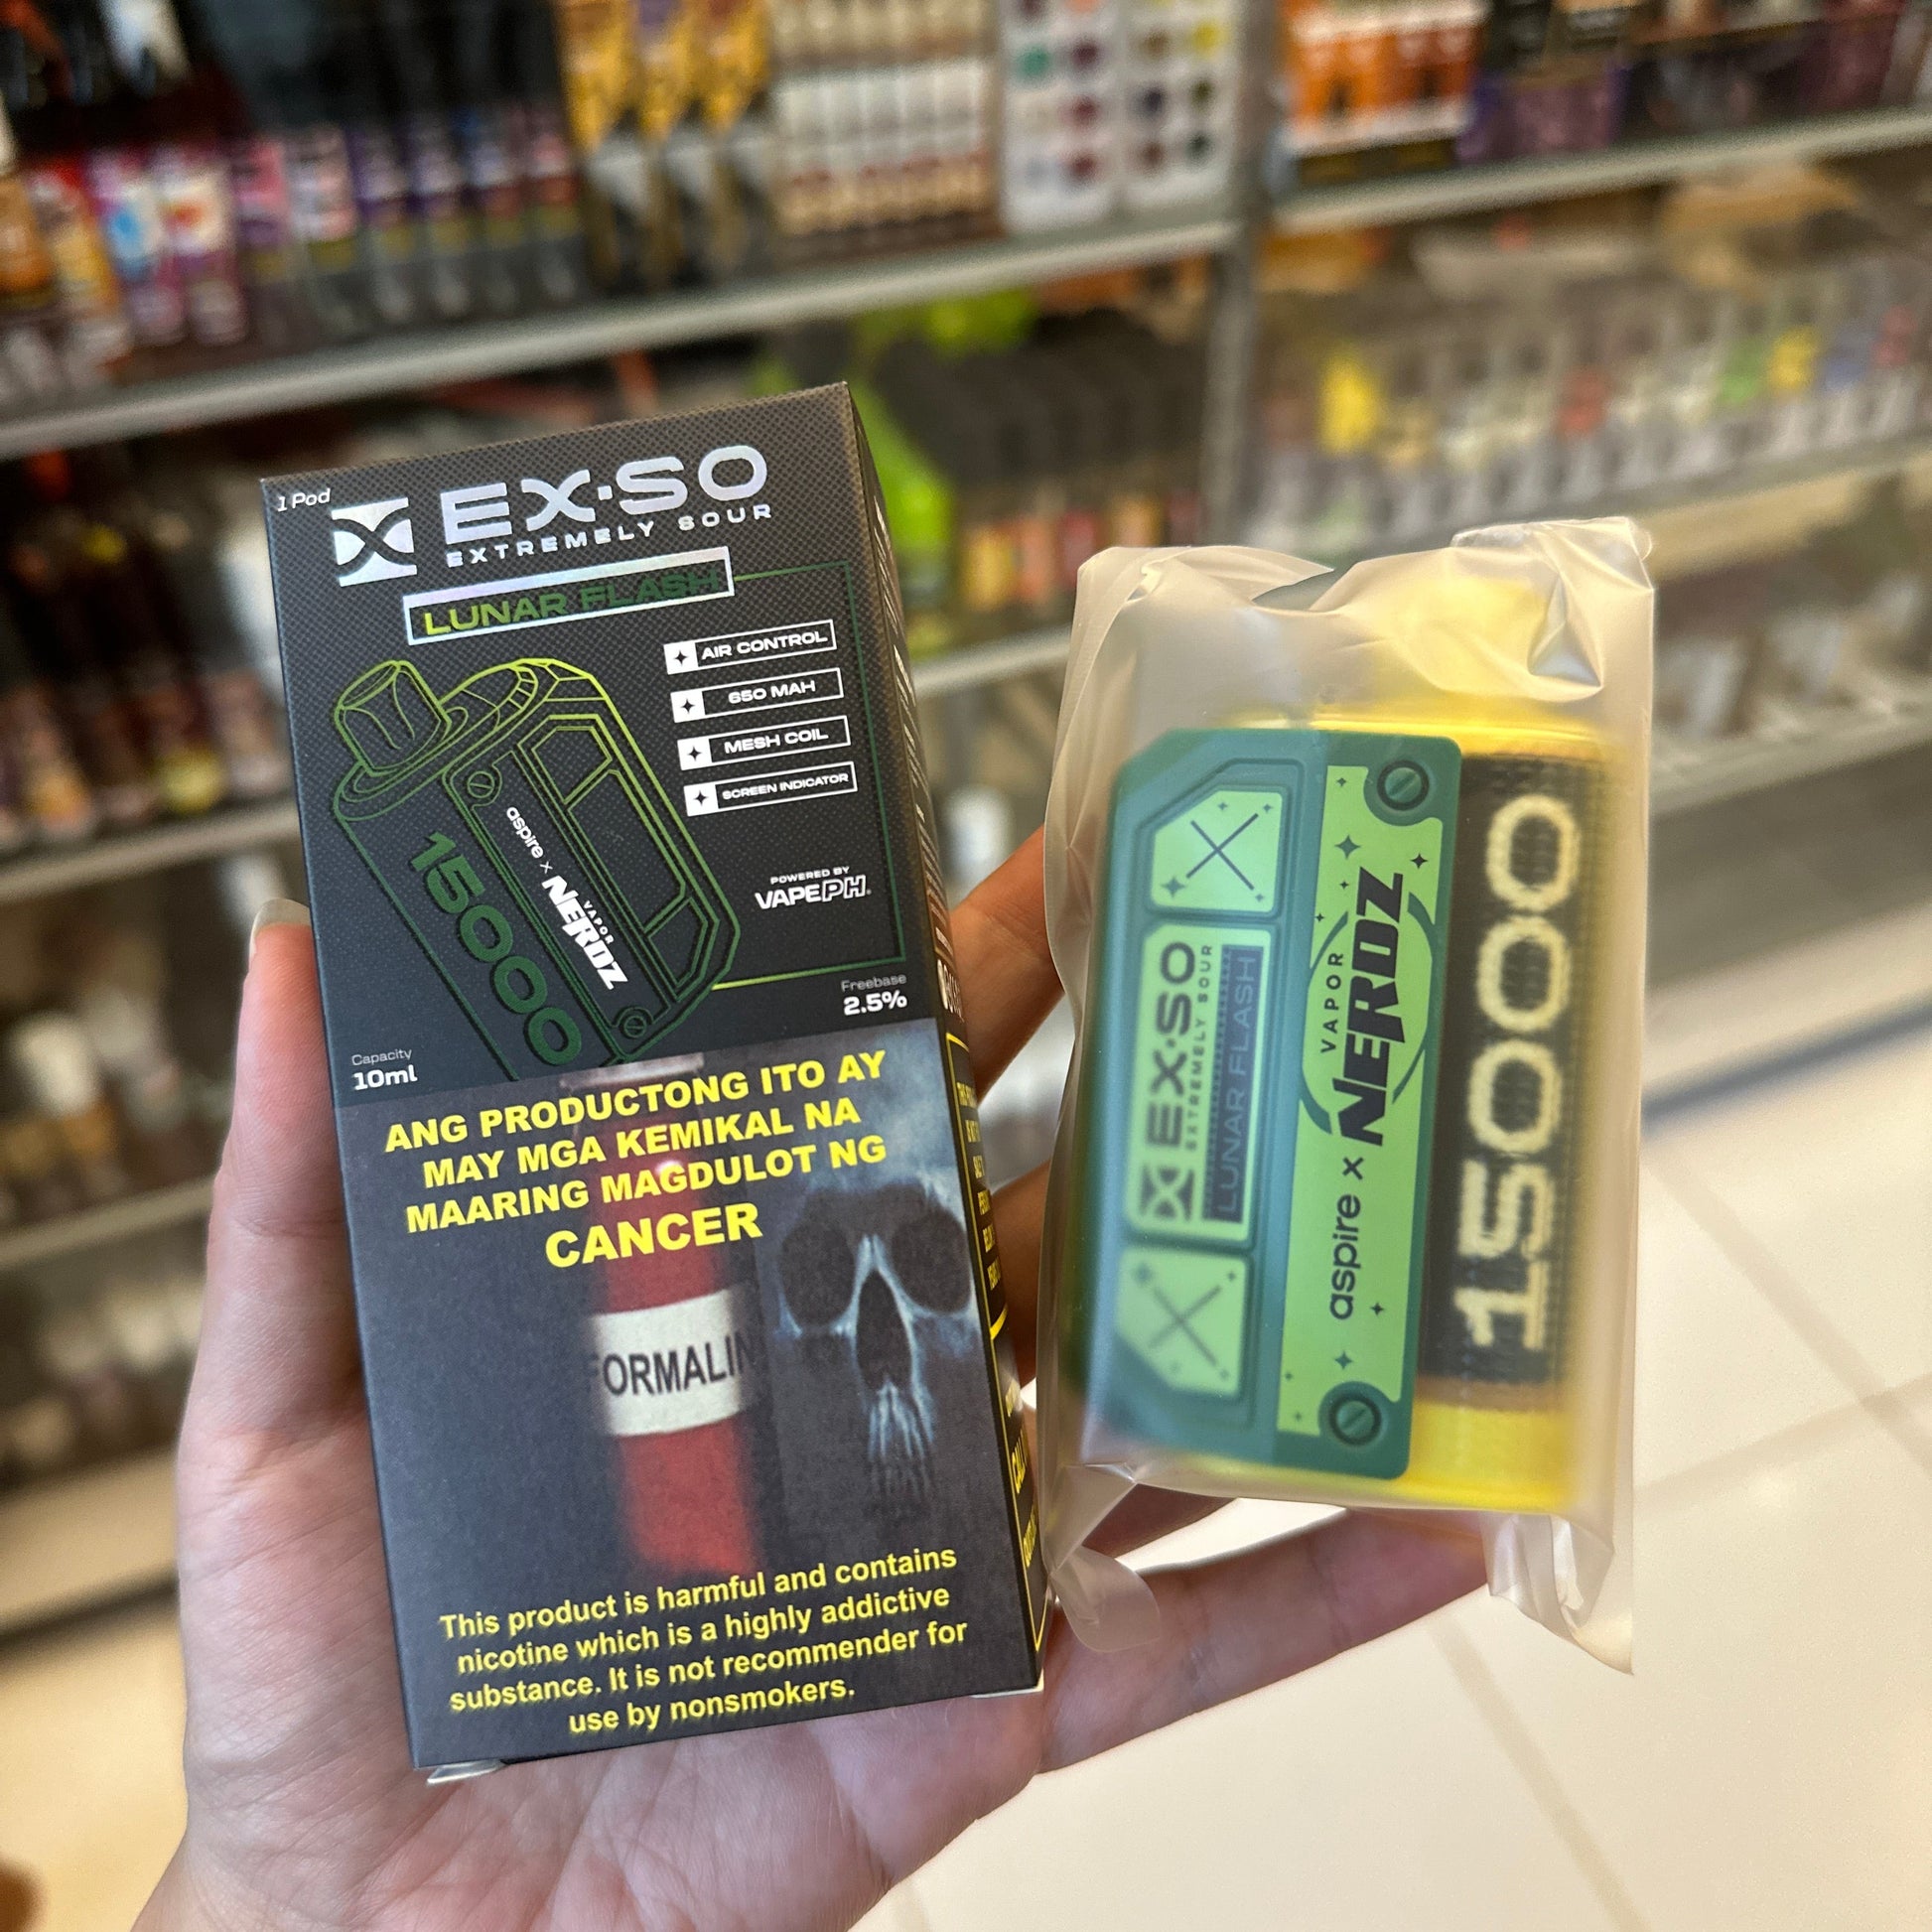 1 Pod
EX·SO
EXTREMELY SOUR
LUNAR FLASH
AIR CONTROL
650 MAH
MESH COIL
SCREEN INDICATOR
15000
aspire x VAPOR NERDZ
POWERED BY
VAPEPH.
Freebase
2.5%
Capacity
10ml
ANG PRODUCTONG ITO AY
MAY MGA KEMIKAL NA
MAARING MAGDULOT NG
CANCER
FORMALIN
This product is harmful and contains
nicotine which is a highly addictive
substance. It is not recommender for
use by nonsmokers.
EX·SO
EXTREMELY SOUR
LUNAR FLASH
aspire x VAPOR NERDZ
15000